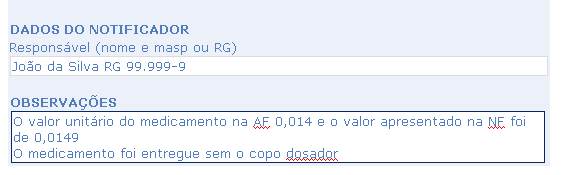 DADOS DO NOTIFICADOR
Responsável (nome e masp ou RG)
João da Silva RG 99.999-9
OBSERVAÇÕES
O valor unitário do medicamento na AF 0,014 e o valor apresentado na NF foi
de 0,0149
O medicamento foi entregue sem o copo dosador